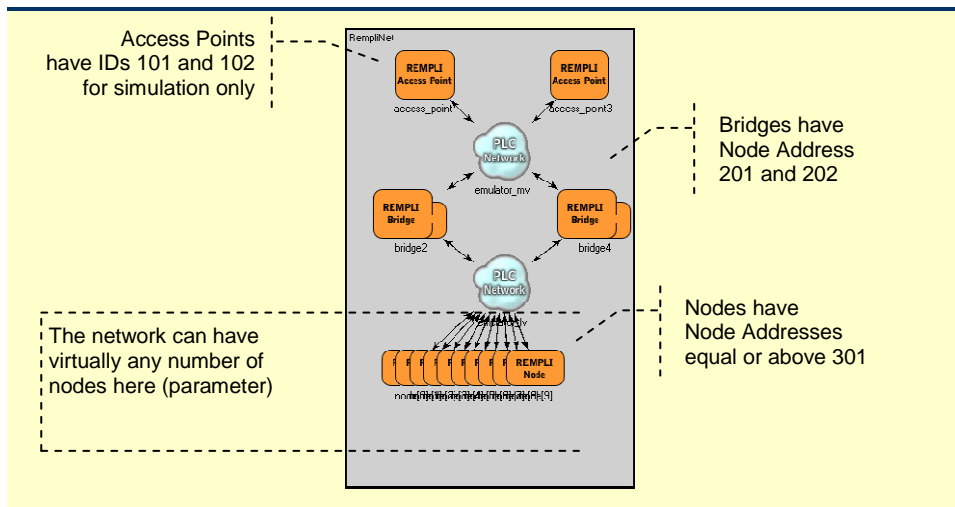 Access Points
have IDs 101 and 102
for simulation only
RempliNet
REMPLI
Access Point
REMPLI
Access Point
access_point
access_point3
PLC
Network
emulator_mv
Bridges have
Node Address
201 and 202
REMPLI
Bridge
REMPLI
Bridge
bridge2
bridge4
PLC
Network
Nodes have
Node Addresses
equal or above 301
The network can have
virtually any number of
nodes here (parameter)
REMPLI
Node